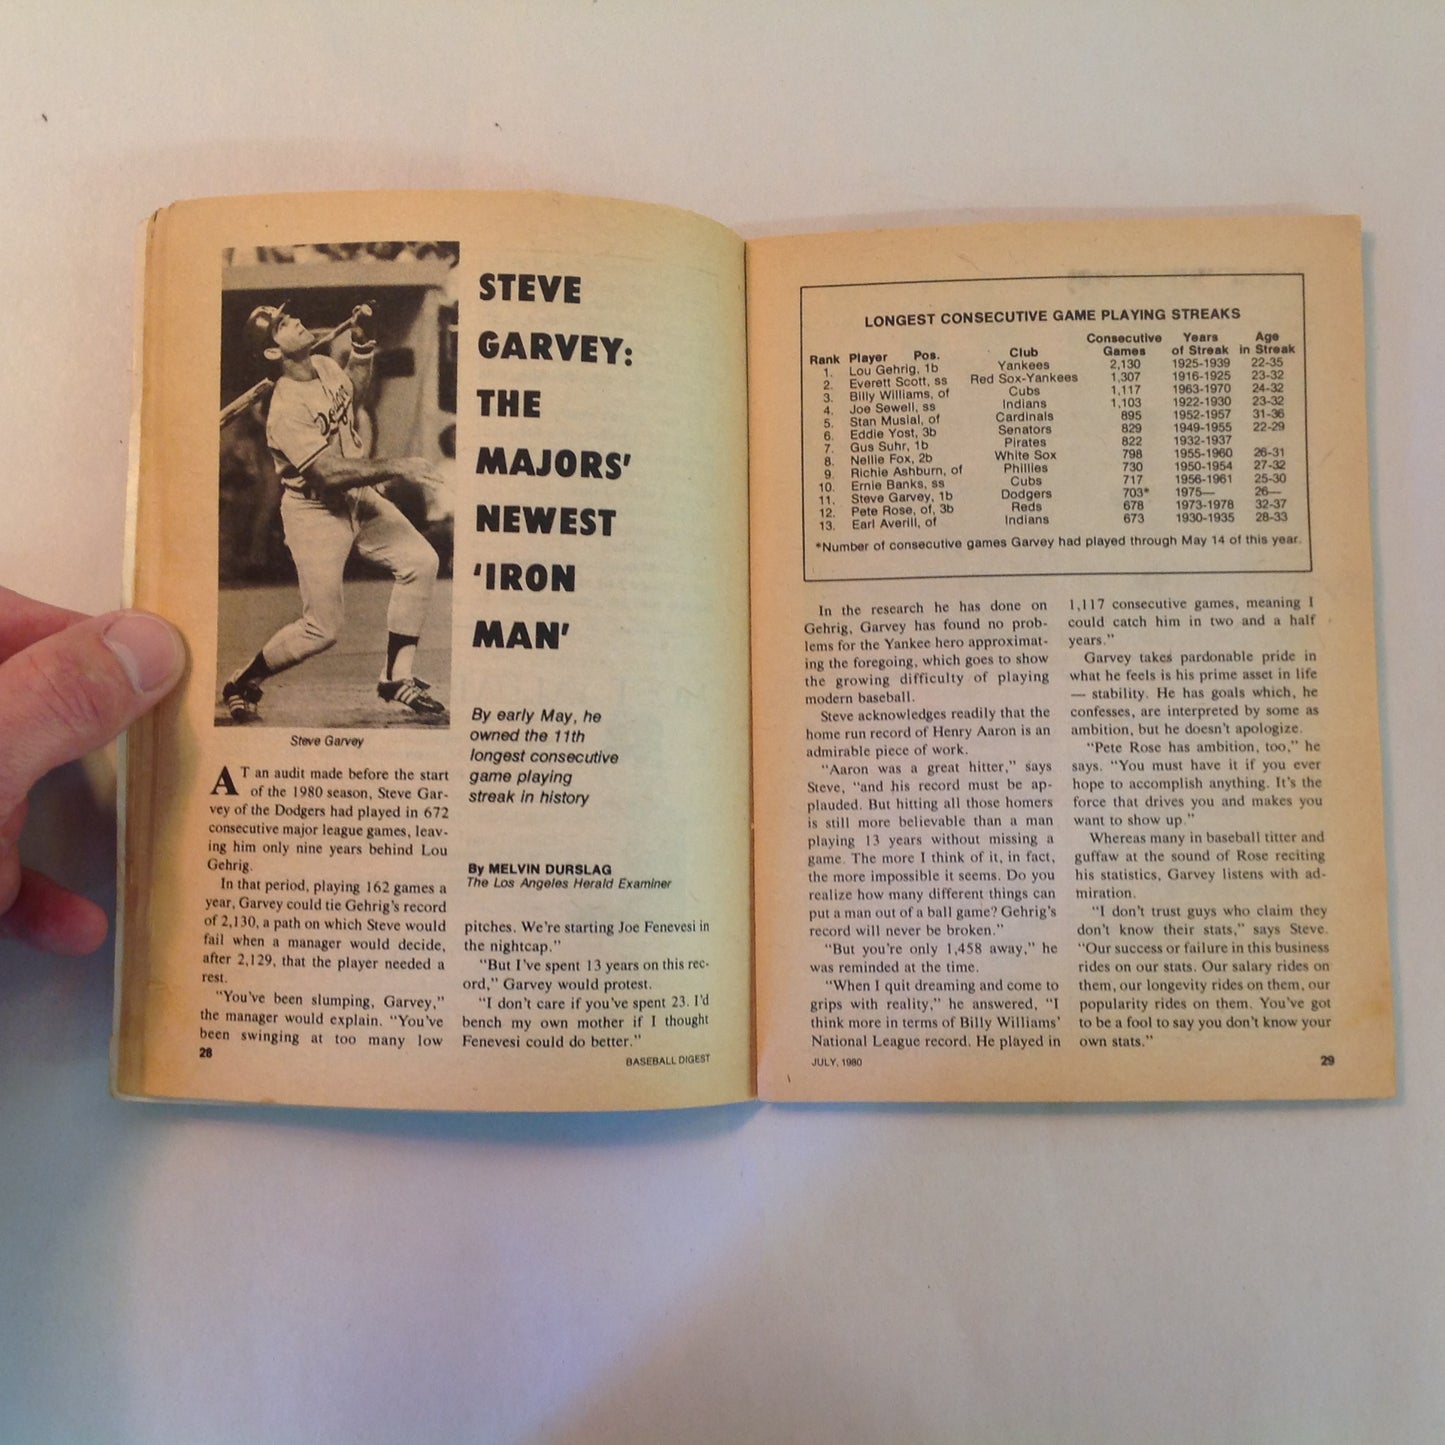 Dodgers
Steve Garvey
STEVE
GARVEY:
THE
MAJORS'
NEWEST
'IRON
MAN'
By early May, he
owned the 11th
longest consecutive
game playing
streak in history
By MELVIN DURSLAG
The Los Angeles Herald Examiner
AT an audit made before the start
of the 1980 season, Steve Gar-
vey of the Dodgers had played in 672
consecutive major league games, leav-
ing him only nine years behind Lou
Gehrig.
In that period, playing 162 games a
year, Garvey could tie Gehrig's record
of 2,130, a path on which Steve would
fail when a manager would decide,
after 2,129, that the player needed a
rest.
"You've been slumping, Garvey,"
the manager would explain. "You've
been swinging at too many low
pitches. We're starting Joe Fenevesi in
the nightcap."
"But I've spent 13 years on this rec-
ord," Garvey would protest.
"I don't care if you've spent 23. I'd
bench my own mother if I thought
Fenevesi could do better."
28
BASEBALL DIGEST
LONGEST CONSECUTIVE GAME PLAYING STREAKS
Consecutive Years Age
Rank Player Pos. Club Games of Streak in Streak
1. Lou Gehrig, 1b Yankees 2,130 1925-1939 22-35
2. Everett Scott, ss Red Sox-Yankees 1,307 1916-1925 23-32
3. Billy Williams, of Cubs 1,117 1963-1970 24-32
4. Joe Sewell, ss Indians 1,103 1922-1930 23-32
5. Stan Musial, of Cardinals 895 1952-1957 31-36
6. Eddie Yost, 3b Senators 829 1949-1955 22-29
7. Gus Suhr, 1b Pirates 822 1932-1937
8. Nellie Fox, 2b White Sox 798 1955-1960 26-31
9. Richie Ashburn, of Phillies 730 1950-1954 27-32
10. Ernie Banks, ss Cubs 717 1956-1961 25-30
11. Steve Garvey, 1b Dodgers 703* 1975— 26—
12. Pete Rose, of, 3b Reds 678 1973-1978 32-37
13. Earl Averill, of Indians 673 1930-1935 28-33
*Number of consecutive games Garvey had played through May 14 of this year.
In the research he has done on
Gehrig, Garvey has found no prob-
lems for the Yankee hero approximat-
ing the foregoing, which goes to show
the growing difficulty of playing
modern baseball.
Steve acknowledges readily that the
home run record of Henry Aaron is an
admirable piece of work.
"Aaron was a great hitter," says
Steve, "and his record must be ap-
plauded. But hitting all those homers
is still more believable than a man
playing 13 years without missing a
game. The more I think of it, in fact,
the more impossible it seems. Do you
realize how many different things can
put a man out of a ball game? Gehrig's
record will never be broken."
"But you're only 1,458 away," he
was reminded at the time.
"When I quit dreaming and come to
grips with reality," he answered, "I
think more in terms of Billy Williams'
National League record. He played in
1,117 consecutive games, meaning I
could catch him in two and a half
years."
Garvey takes pardonable pride in
what he feels is his prime asset in life
— stability. He has goals which, he
confesses, are interpreted by some as
ambition, but he doesn't apologize.
"Pete Rose has ambition, too," he
says. "You must have it if you ever
hope to accomplish anything. It's the
force that drives you and makes you
want to show up."
Whereas many in baseball titter and
guffaw at the sound of Rose reciting
his statistics, Garvey listens with ad-
miration.
"I don't trust guys who claim they
don't know their stats," says Steve.
"Our success or failure in this business
rides on our stats. Our salary rides on
them, our longevity rides on them, our
popularity rides on them. You've got
to be a fool to say you don't know your
own stats."
JULY, 1980
29